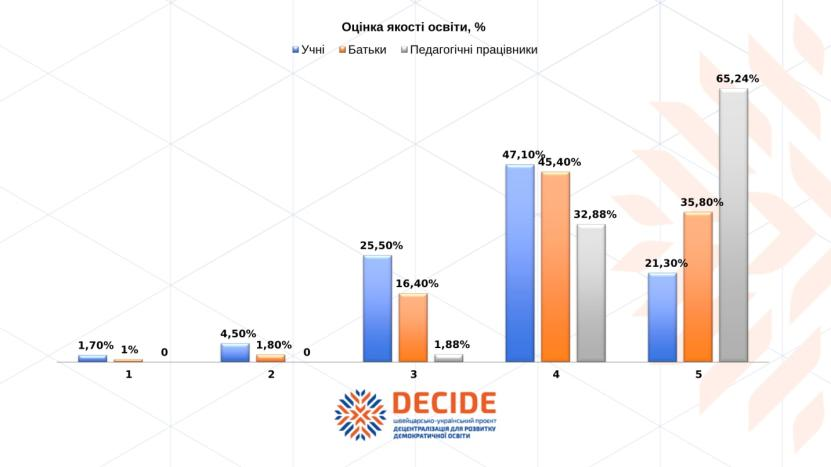 Оцінка якості освіти, %
Учні Батьки Педагогічні працівники
65,24%
47,10%
45,40%
35,80%
32,88%
25,50%
21,30%
16,40%
4,50%
1,70% 1% 0 1,80% 0 1,88%
1 2 3 4 5
DECIDE
швейцарсько-український проєкт
ДЕЦЕНТРАЛІЗАЦІЯ ДЛЯ РОЗВИТКУ
ДЕМОКРАТИЧНОЇ ОСВІТИ